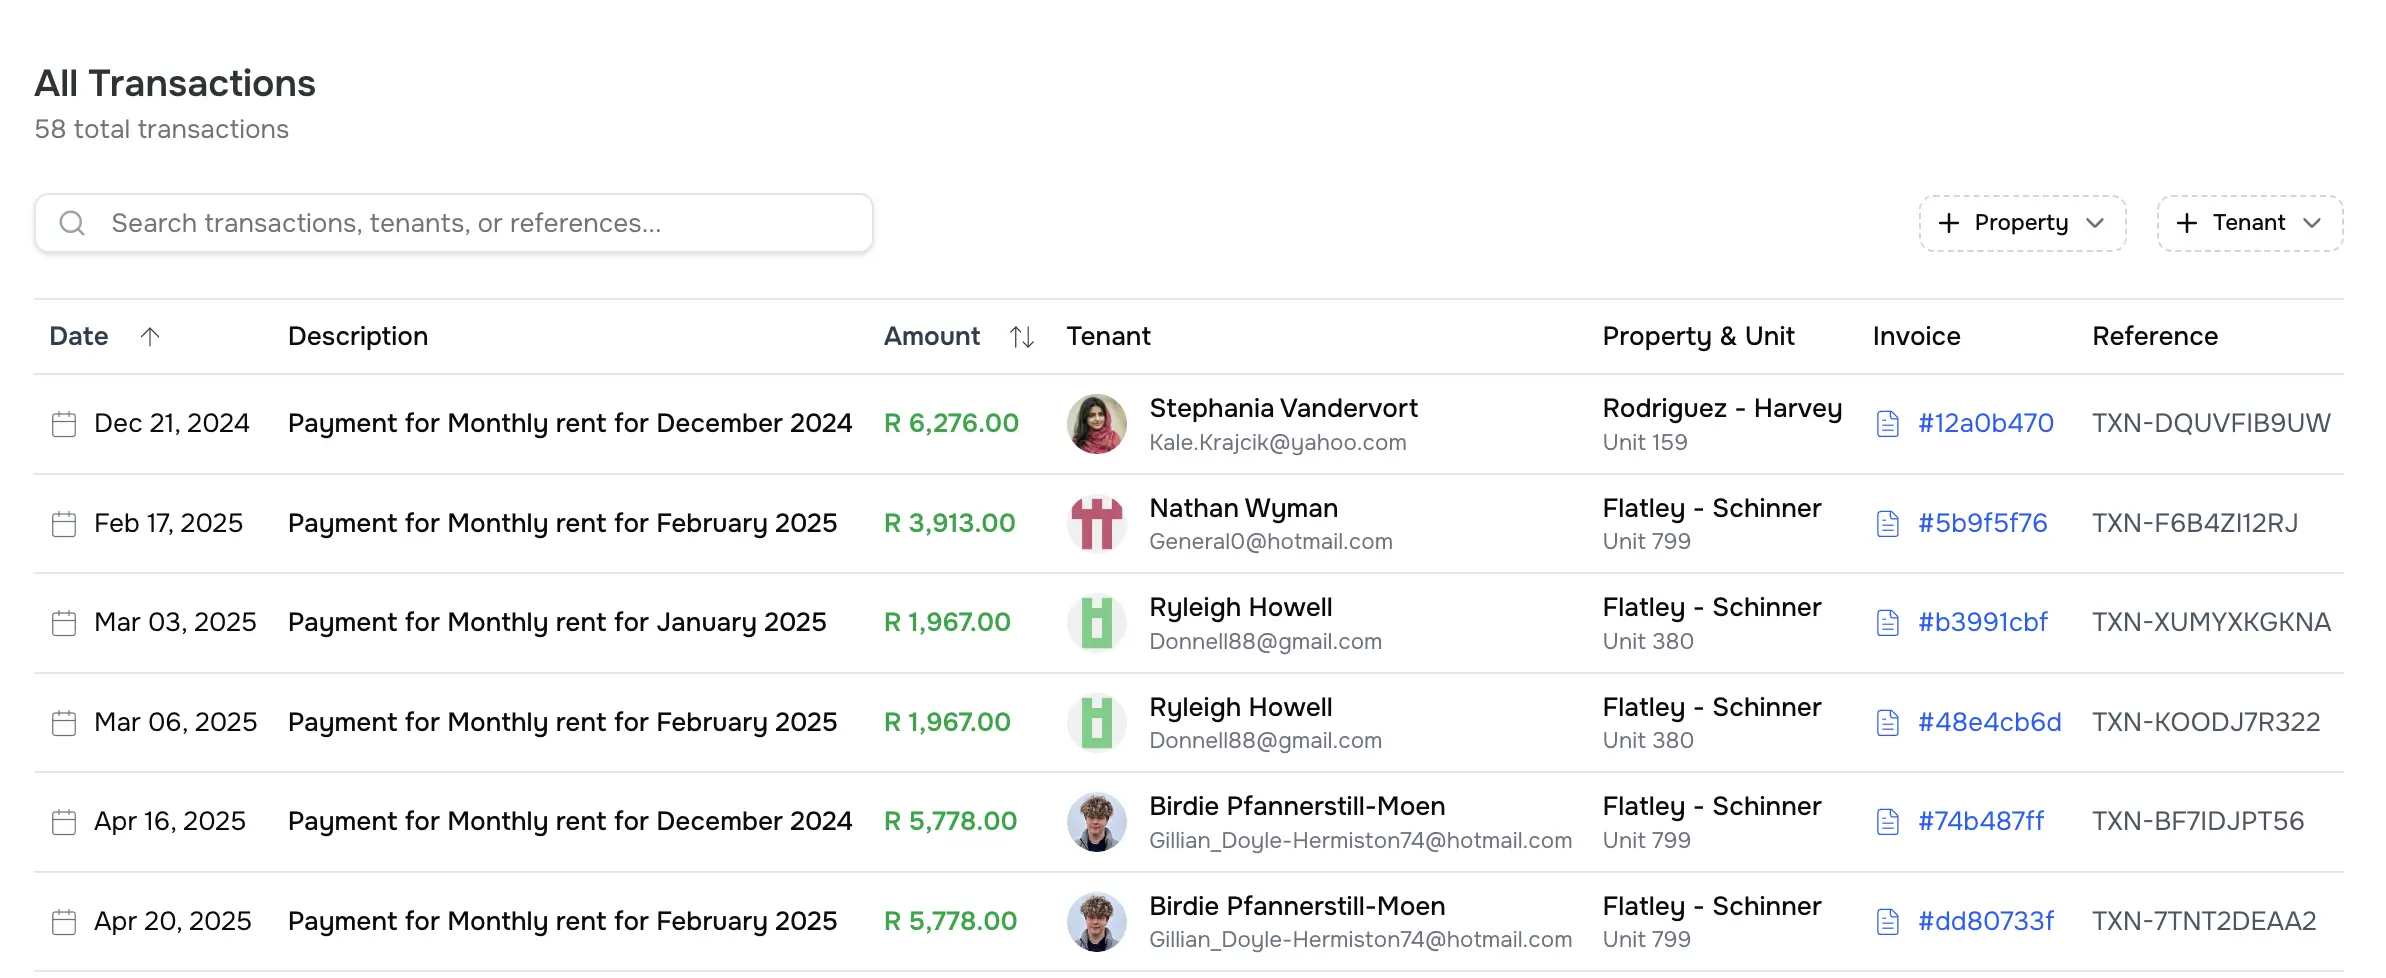 All Transactions
58 total transactions
Search transactions, tenants, or references...
Property
Tenant
Date Description Amount Tenant Property & Unit Invoice Reference
Dec 21, 2024 Payment for Monthly rent for December 2024 R 6,276.00 Stephania Vandervort Rodriguez - Harvey #12a0b470 TXN-DQUVFIB9UW
Kale.Krajcik@yahoo.com Unit 159
Feb 17, 2025 Payment for Monthly rent for February 2025 R 3,913.00 Nathan Wyman Flatley - Schinner #5b9f5f76 TXN-F6B4ZI12RJ
General0@hotmail.com Unit 799
Mar 03, 2025 Payment for Monthly rent for January 2025 R 1,967.00 Ryleigh Howell Flatley - Schinner #b3991cbf TXN-XUMYXKGKNA
Donnell88@gmail.com Unit 380
Mar 06, 2025 Payment for Monthly rent for February 2025 R 1,967.00 Ryleigh Howell Flatley - Schinner #48e4cb6d TXN-KOODJ7R322
Donnell88@gmail.com Unit 380
Apr 16, 2025 Payment for Monthly rent for December 2024 R 5,778.00 Birdie Pfannerstill-Moen Flatley - Schinner #74b487ff TXN-BF7IDJPT56
Gillian_Doyle-Hermiston74@hotmail.com Unit 799
Apr 20, 2025 Payment for Monthly rent for February 2025 R 5,778.00 Birdie Pfannerstill-Moen Flatley - Schinner #dd80733f TXN-7TNT2DEAA2
Gillian_Doyle-Hermiston74@hotmail.com Unit 799